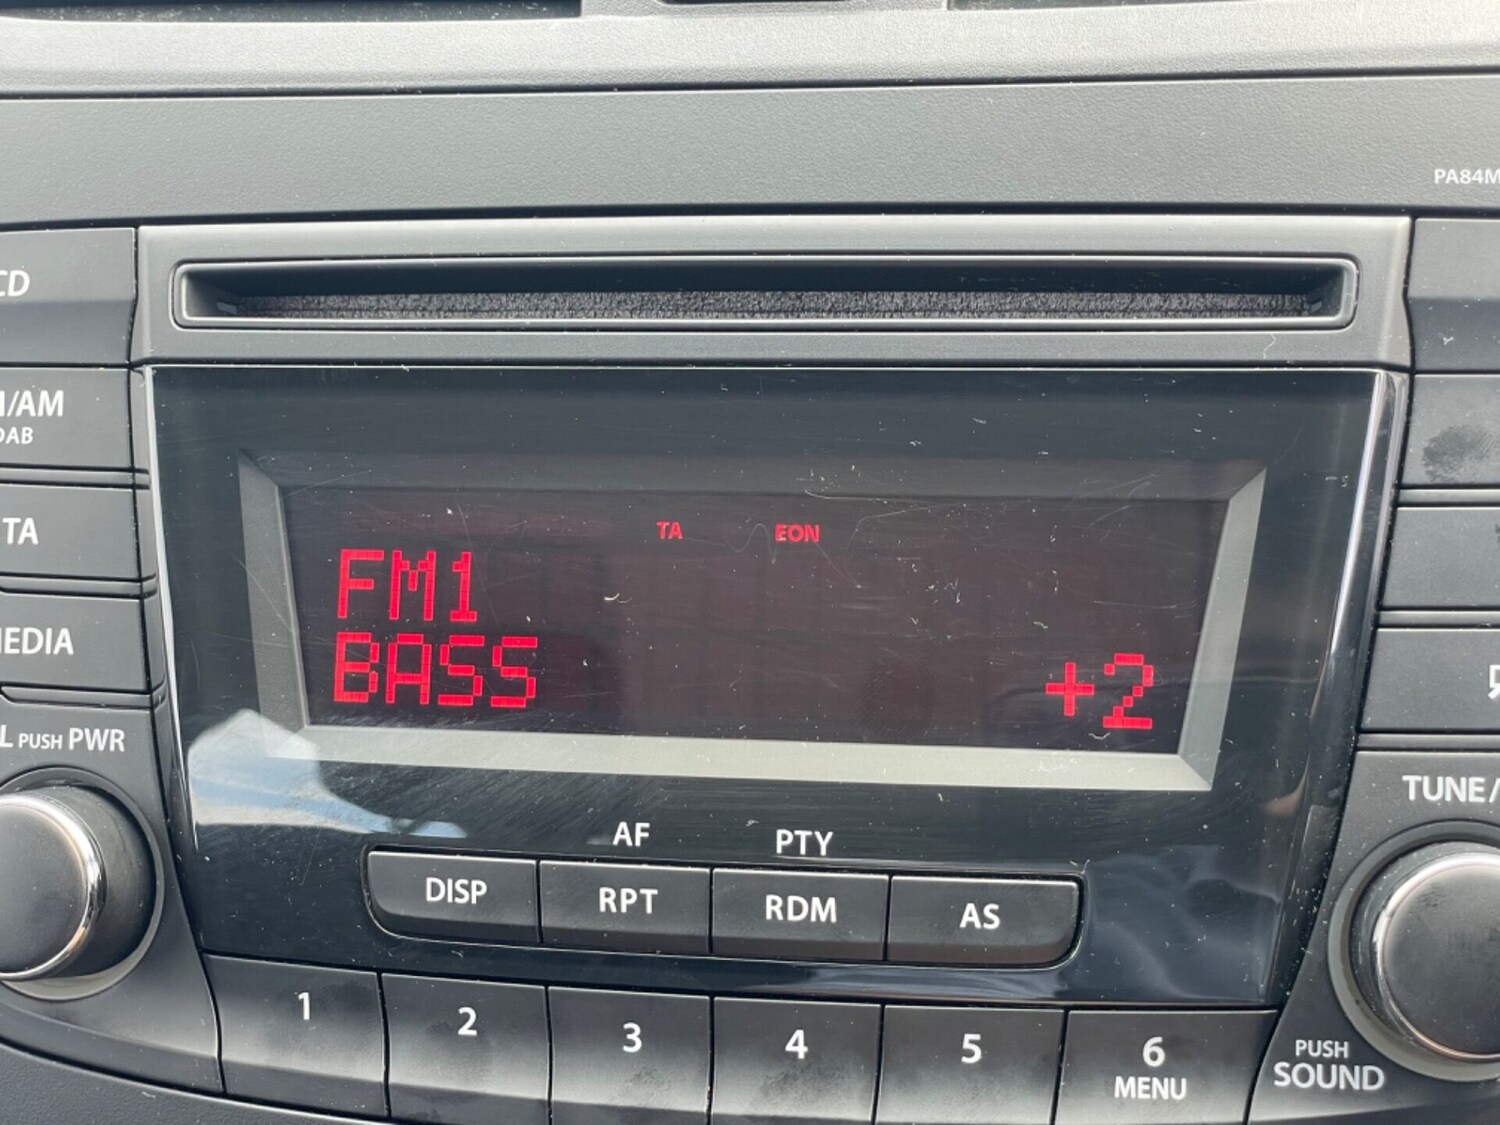 PA84M
CD
/AM
DAB
TA
TA EON
FM1
BASS +2
EDIA
L PUSH PWR
TUNE/
AF PTY
DISP RPT RDM AS
1 2 3 4 5 6
MENU
PUSH
SOUND